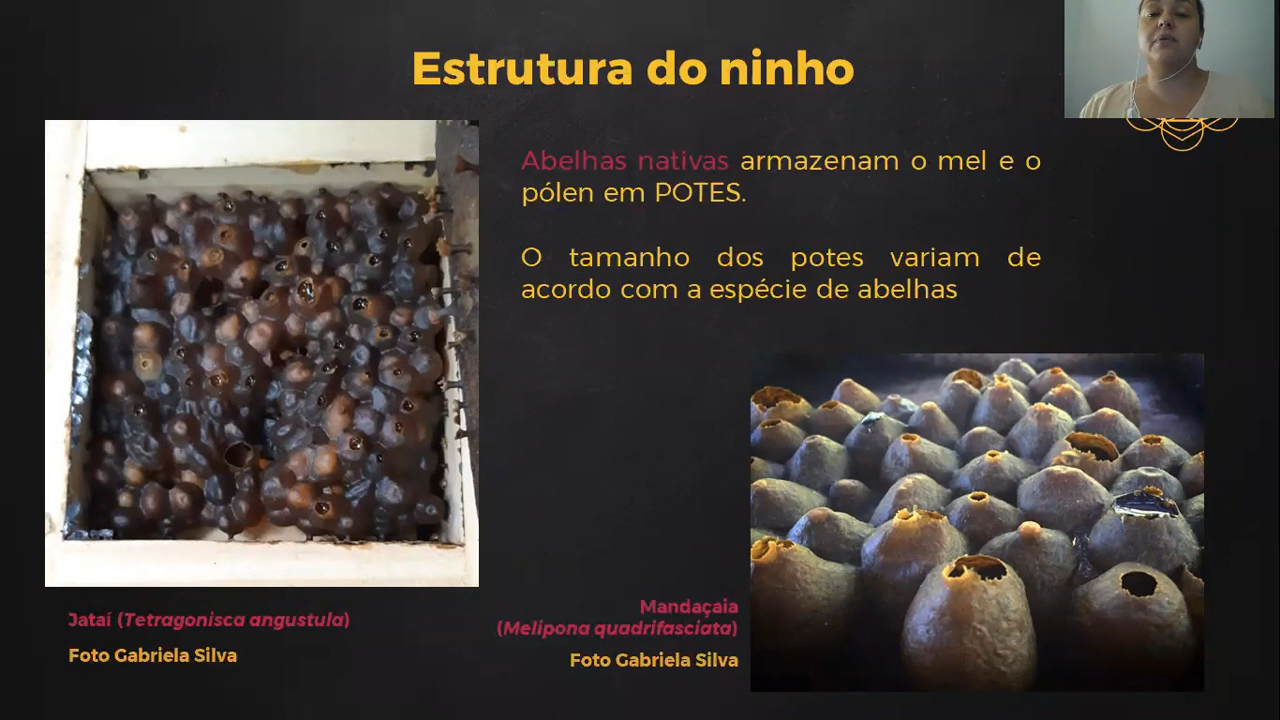 Estrutura do ninho
Abelhas nativas armazenam o mel e o
pólen em POTES.
O tamanho dos potes variam de
acordo com a espécie de abelhas
Jataí (Tetragonisca angustula)
Foto Gabriela Silva
Mandaçaia
(Melipona quadrifasciata)
Foto Gabriela Silva